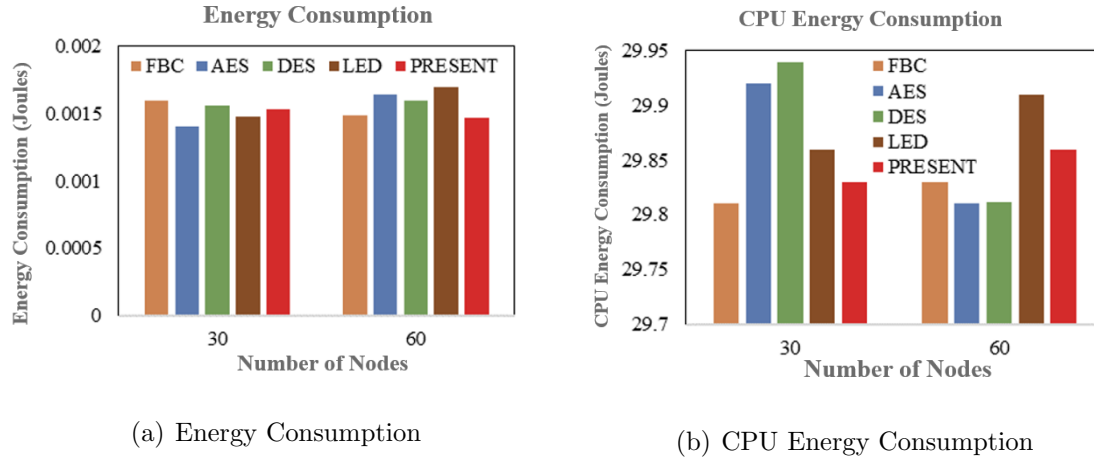 Energy Consumption
Energy Consumption (Joules)
0.002
0.0015
0.001
0.0005
0
FBC AES DES LED PRESENT
30 60
Number of Nodes
(a) Energy Consumption
CPU Energy Consumption
CPU Energy Consumption (Joules)
29.95
29.9
29.85
29.8
29.75
29.7
FBC
AES
DES
LED
PRESENT
30 60
Number of Nodes
(b) CPU Energy Consumption